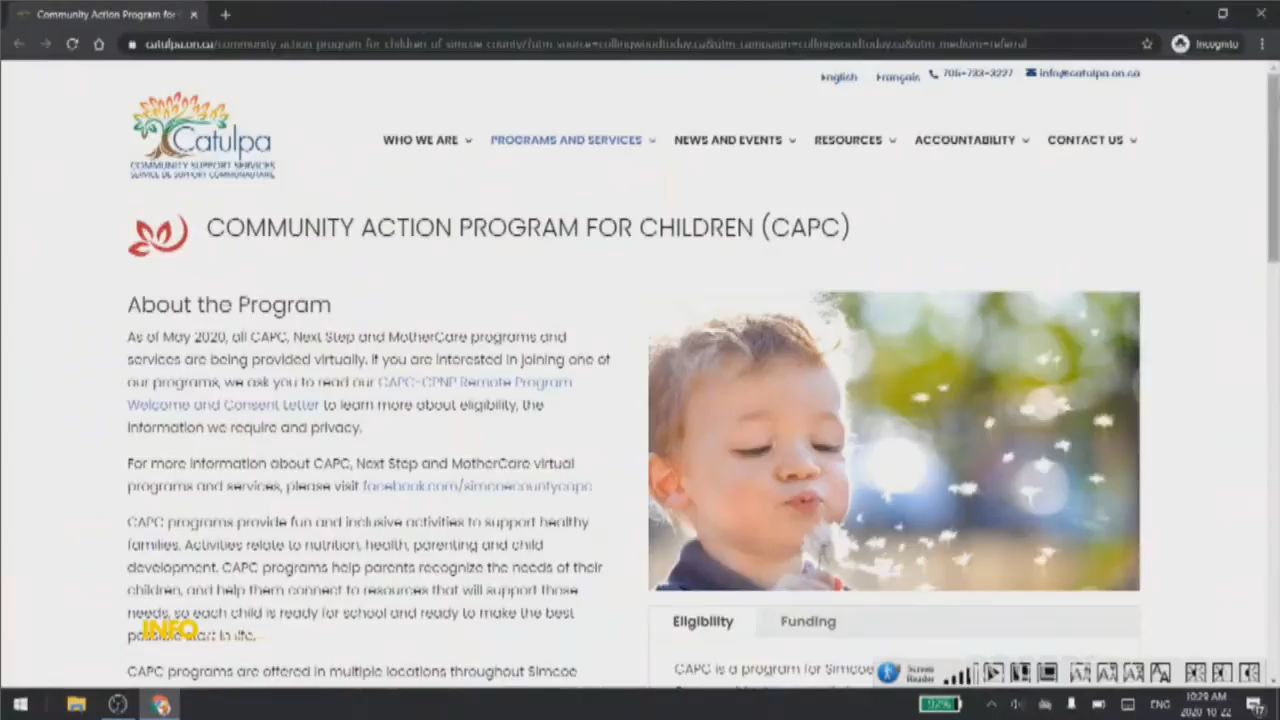 Community Action Program for
catulpa.on.ca/community-action-program-for-children-of-simcoe-county/?utm_source=collingwoodtoday.ca&utm_campaign=collingwoodtoday.ca&utm_medium=referral
Incognito
English Français 705-733-3227 info@catulpa.on.ca
Catulpa
COMMUNITY SUPPORT SERVICES
SERVICE DE SUPPORT COMMUNAUTAIRE
WHO WE ARE PROGRAMS AND SERVICES NEWS AND EVENTS RESOURCES ACCOUNTABILITY CONTACT US
COMMUNITY ACTION PROGRAM FOR CHILDREN (CAPC)
About the Program
As of May 2020, all CAPC, Next Step and MotherCare programs and
services are being provided virtually. If you are interested in joining one of
our programs, we ask you to read our CAPC-CPNP Remote Program
Welcome and Consent Letter to learn more about eligibility, the
information we require and privacy.
For more information about CAPC, Next Step and MotherCare virtual
programs and services, please visit facebook.com/simcoecountycapc
CAPC programs provide fun and inclusive activities to support healthy
families. Activities relate to nutrition, health, parenting and child
development. CAPC programs help parents recognize the needs of their
children, and help them connect to resources that will support those
needs, so each child is ready for school and ready to make the best
possible start in life.
INFO
CAPC programs are offered in multiple locations throughout Simcoe
Eligibility Funding
CAPC is a program for Simcoe
Screen
Reader
92%
ENG
10:29 AM
2020-10-22
17